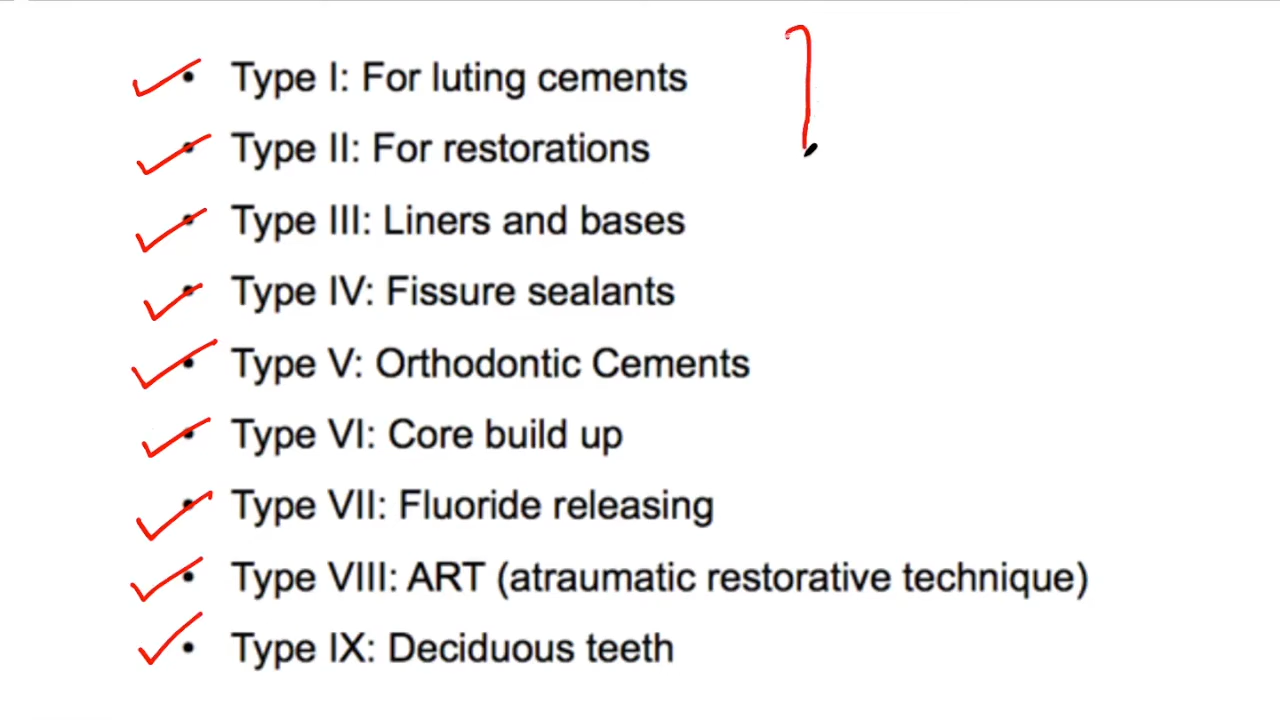 • Type I: For luting cements
• Type II: For restorations
• Type III: Liners and bases
• Type IV: Fissure sealants
• Type V: Orthodontic Cements
• Type VI: Core build up
• Type VII: Fluoride releasing
• Type VIII: ART (atraumatic restorative technique)
• Type IX: Deciduous teeth